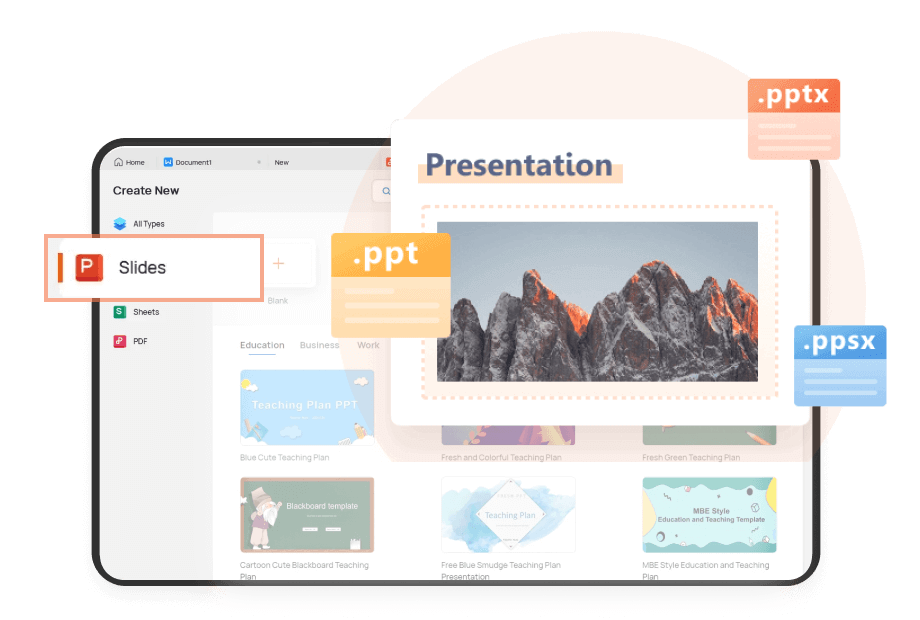 .pptx
Home
Document1
New
Presentation
Create New
All Types
.ppt
P Slides
Blank
S Sheets
.ppsx
PDF
Education Business Work
Teaching Plan PPT
Blue Cute Teaching Plan
Fresh and Colorful Teaching Plan
Fresh Green Teaching Plan
Blackboard template
Teaching Plan
MBE Style
Education and Teaching Template
Cartoon Cute Blackboard Teaching
Plan
Free Blue Smudge Teaching Plan
Presentation
MBE Style Education and Teaching
Plan